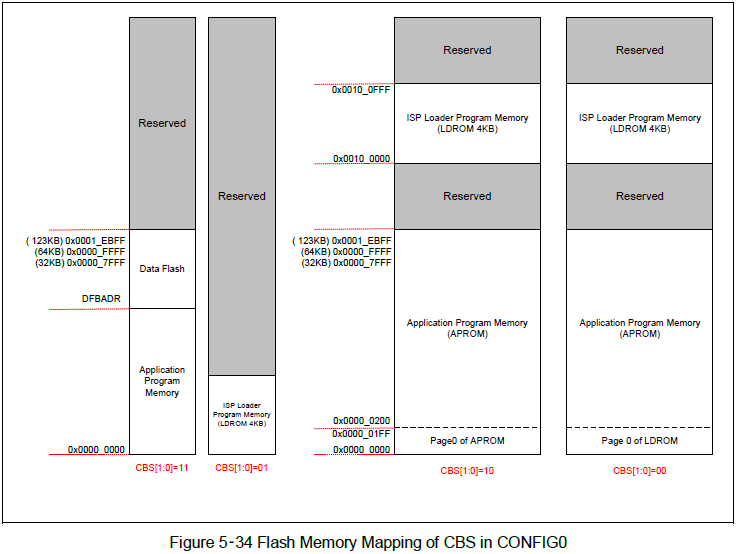 Reserved
( 123KB) 0x0001_EBFF
(64KB) 0x0000_FFFF
(32KB) 0x0000_7FFF
Data Flash
DFBADR
Application
Program
Memory
0x0000_0000
CBS[1:0]=11
Reserved
ISP Loader
Program Memory
(LDROM 4KB)
CBS[1:0]=01
Reserved
0x0010_0FFF
ISP Loader Program Memory
(LDROM 4KB)
0x0010_0000
Reserved
( 123KB) 0x0001_EBFF
(64KB) 0x0000_FFFF
(32KB) 0x0000_7FFF
Application Program Memory
(APROM)
0x0000_0200
0x0000_01FF
Page0 of APROM
0x0000_0000
CBS[1:0]=10
Reserved
ISP Loader Program Memory
(LDROM 4KB)
Reserved
Application Program Memory
(APROM)
Page 0 of LDROM
CBS[1:0]=00
Figure 5-34 Flash Memory Mapping of CBS in CONFIG0